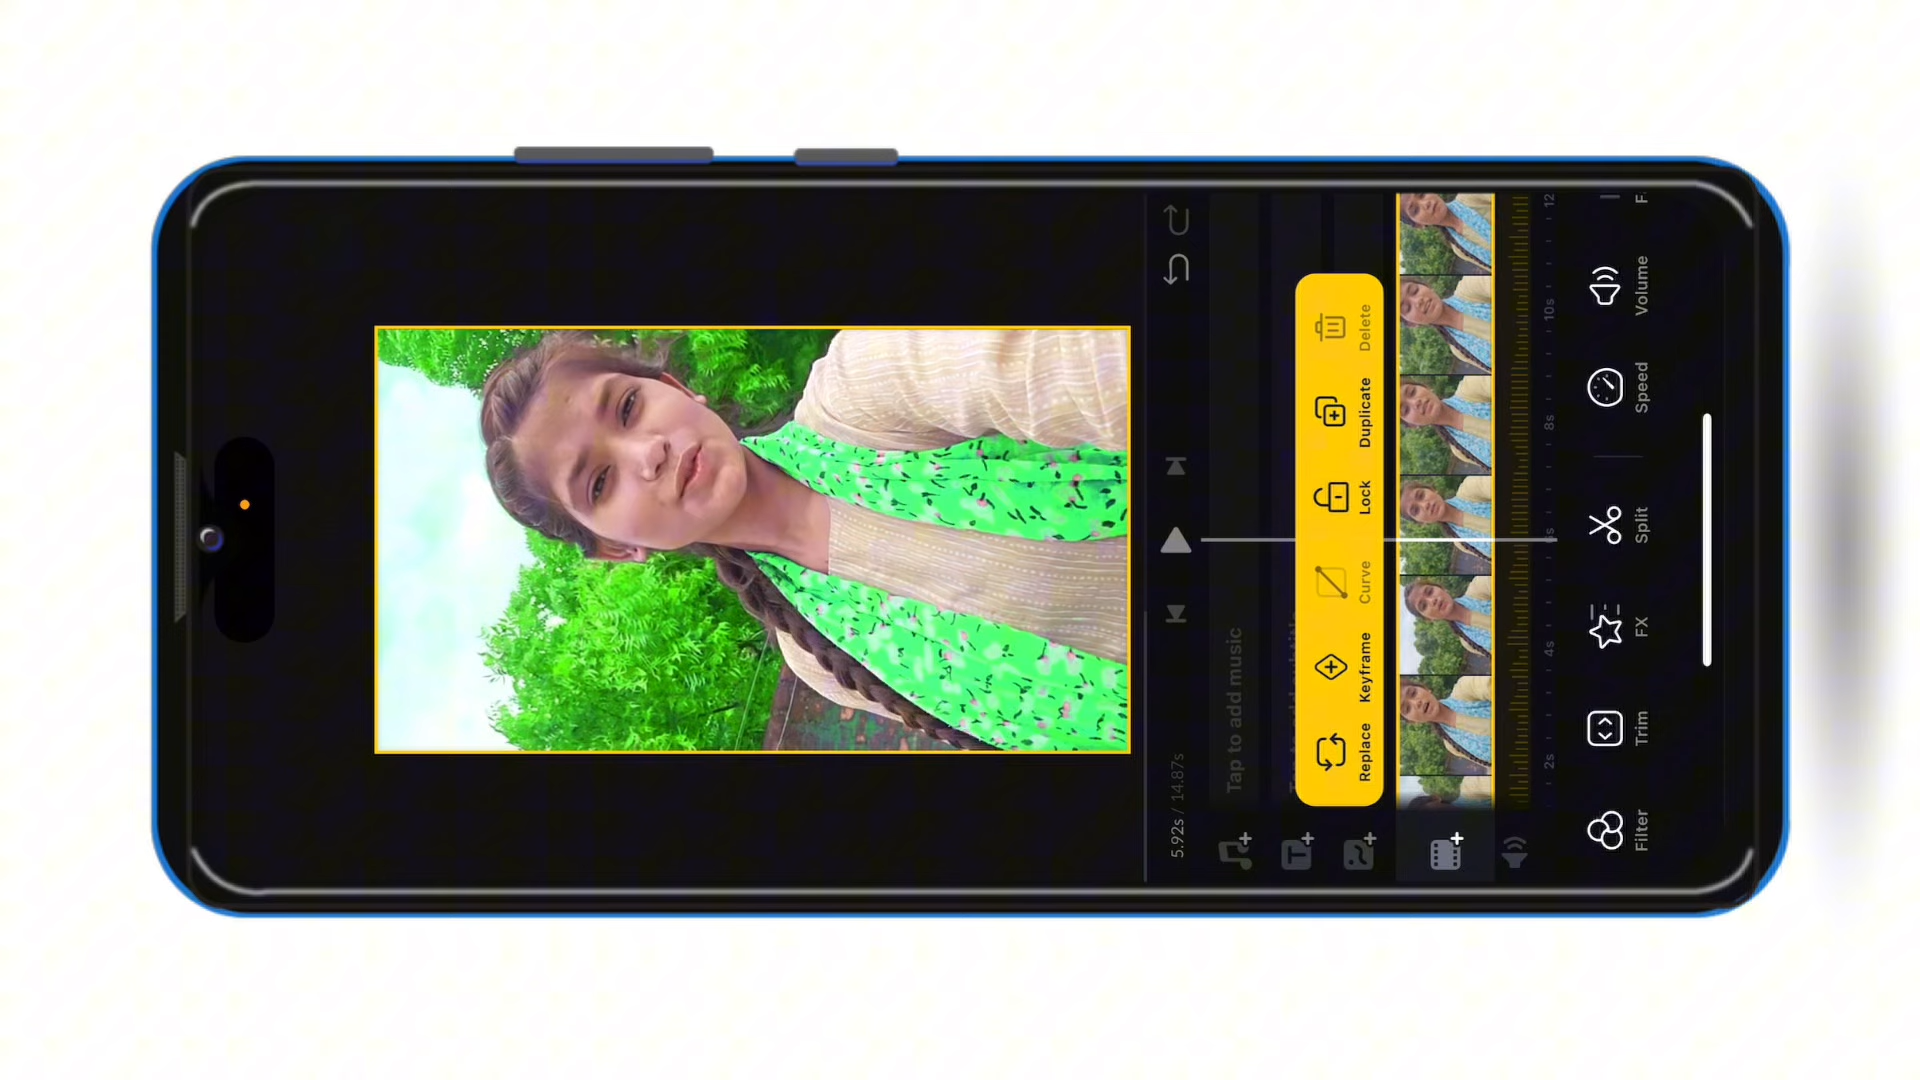 5.92s / 14.87s
Tap to add music
Replace
Keyframe
Curve
Lock
Duplicate
Delete
2s
4s
6s
8s
10s
12
Filter
Trim
FX
Split
Speed
Volume